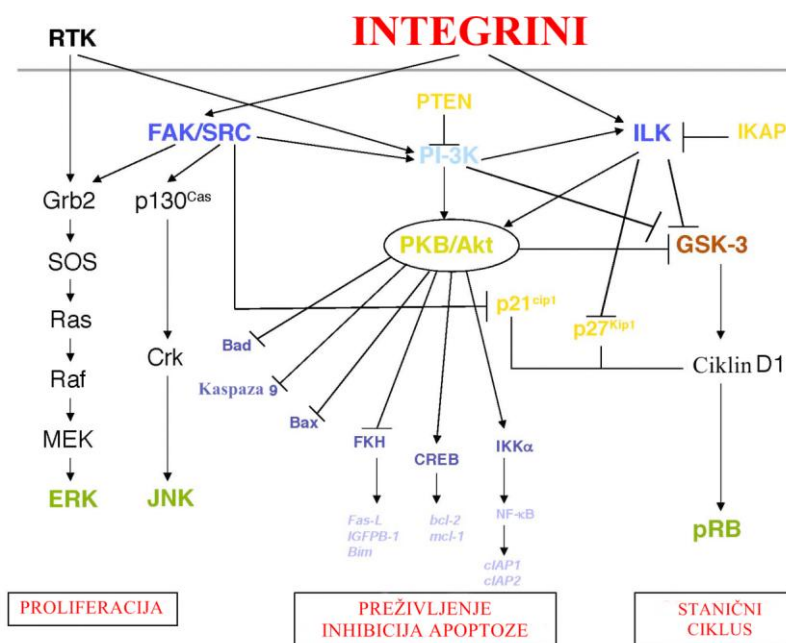 RTK
INTEGRINI
PTEN
FAK/SRC
ILK
IKAP
PI-3K
Grb2
p130Cas
PKB/Akt
GSK-3
SOS
p21cip1
p27Kip1
Ras
Bad
Crk
Ciklin D1
Raf
Kaspaza 9
Bax
MEK
FKH
CREB
IKKα
ERK
JNK
Fas-L
IGFPB-1
Bim
bcl-2
mcl-1
NF-κB
pRB
cIAP1
cIAP2
PROLIFERACIJA
PREŽIVLJENJE
INHIBICIJA APOPTOZE
STANIČNI
CIKLUS